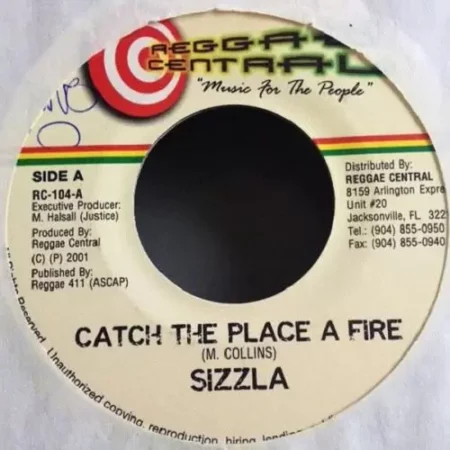 REGGAE
CENTRAL
"Music For The People"
SIDE A
RC-104-A
Executive Producer:
M. Halsall (Justice)
Produced By:
Reggae Central
(C) (P) 2001
Published By:
Reggae 411 (ASCAP)
Distributed By:
REGGAE CENTRAL
8159 Arlington Expre
Unit #20
Jacksonville, FL 322
Tel.: (904) 855-0950
Fax: (904) 855-0940
CATCH THE PLACE A FIRE
(M. COLLINS)
SIZZLA
Rights Reserved. Unauthorized copying, reproduction, hiring, lending